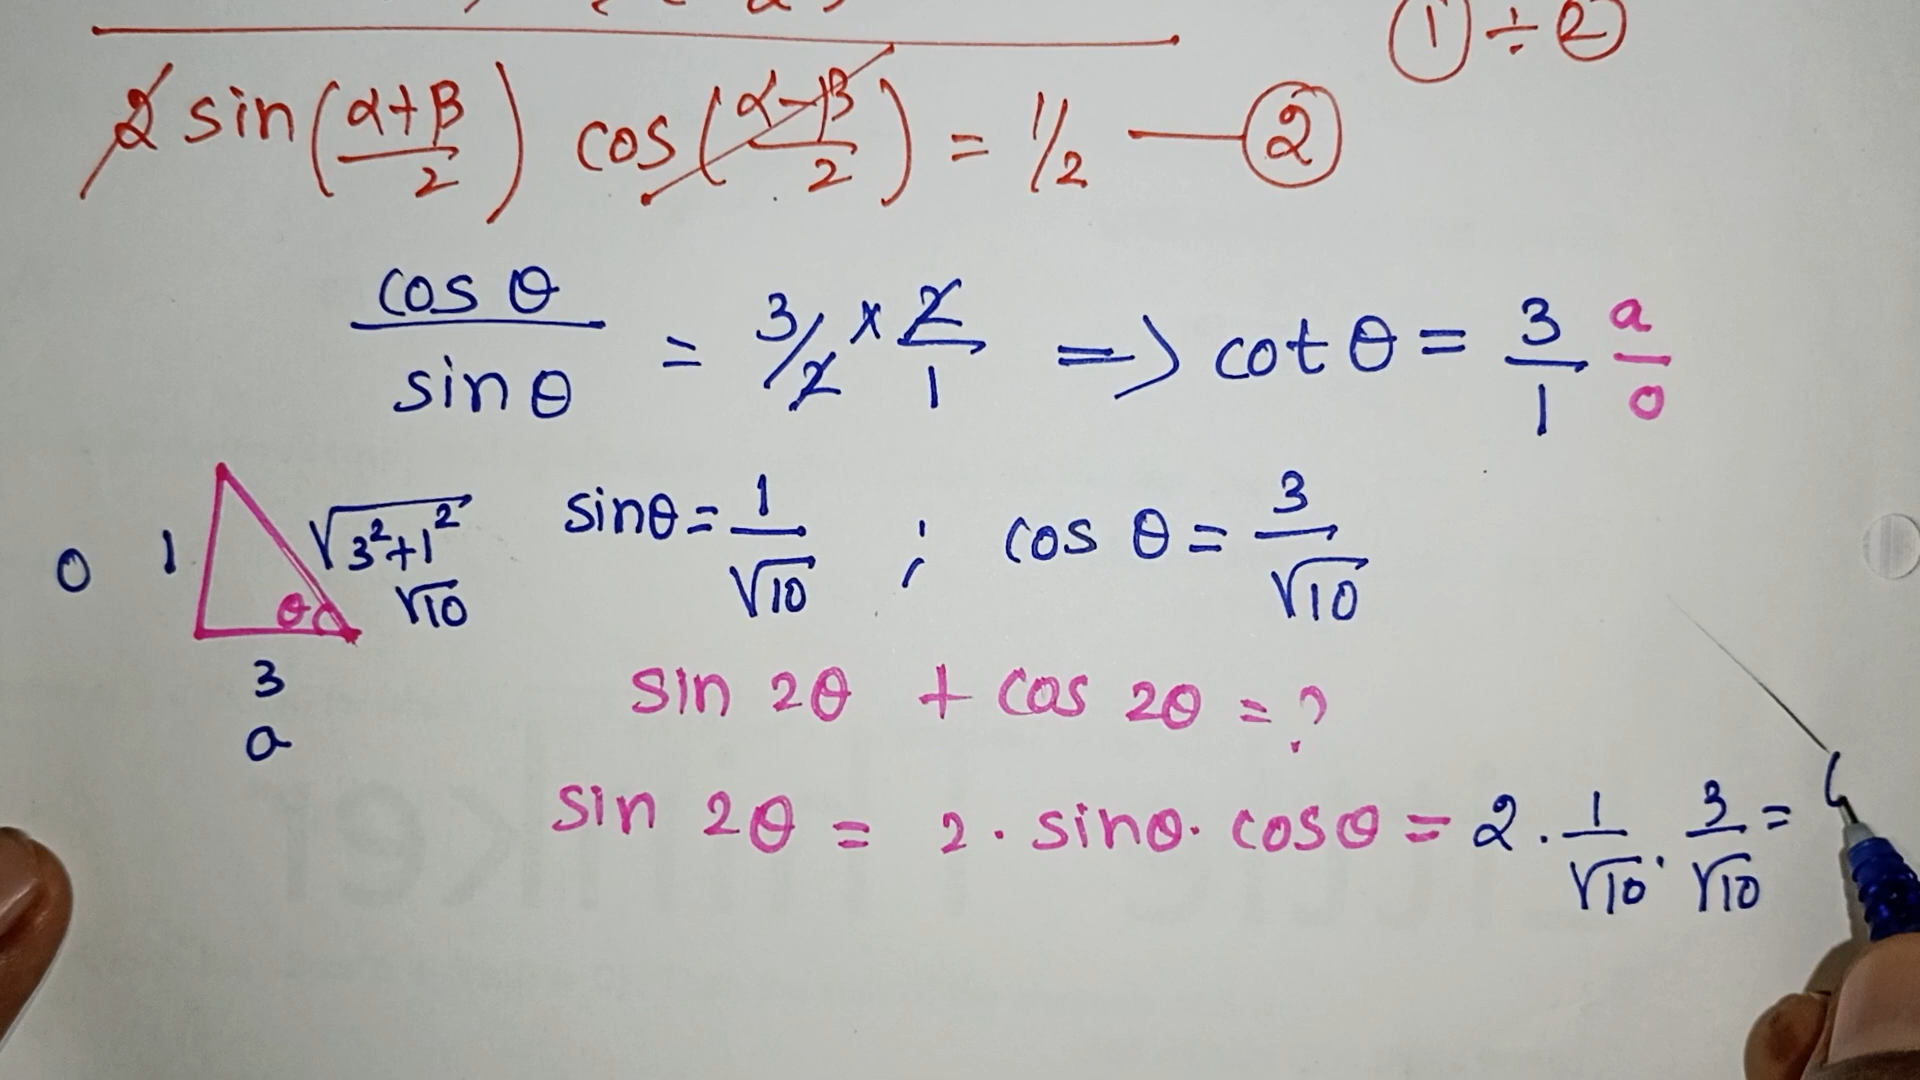 ① ÷ ②
2 sin((α+β)/2) cos((α-β)/2) = 1/2 — ②
cos θ / sin θ = 3/2 × 2/1 => cot θ = 3/1 a/o
o 1 √(3²+1²) √10 θ 3 a
sinθ = 1/√10 ; cos θ = 3/√10
sin 2θ + cos 2θ = ?
sin 2θ = 2 · sinθ · cosθ = 2 · 1/√10 · 3/√10 =